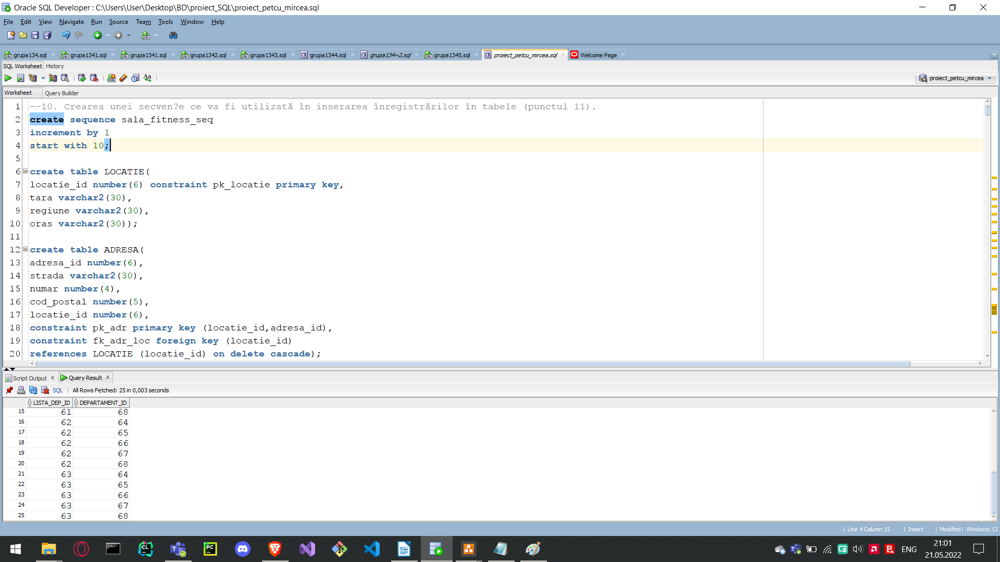 Oracle SQL Developer : C:\Users\User\Desktop\BD\proiect_SQL\proiect_petcu_mircea.sql
File Edit View Navigate Run Source Team Tools Window Help
grupa134.sql grupa1341.sql grupa1341.sql grupa1342.sql grupa1343.sql grupa1344.sql grupa134~2.sql grupa1345.sql proiect_petcu_mircea.sql Welcome Page
SQL Worksheet History
proiect_petcu_mircea
Worksheet Query Builder
1 --10. Crearea unei secven?e ce va fi utilizată în inserarea înregistrărilor în tabele (punctul 11).
2 create sequence sala_fitness_seq
3 increment by 1
4 start with 10;
5
6 create table LOCATIE(
7 locatie_id number(6) constraint pk_locatie primary key,
8 tara varchar2(30),
9 regiune varchar2(30),
10 oras varchar2(30));
11
12 create table ADRESA(
13 adresa_id number(6),
14 strada varchar2(30),
15 numar number(4),
16 cod_postal number(5),
17 locatie_id number(6),
18 constraint pk_adr primary key (locatie_id,adresa_id),
19 constraint fk_adr_loc foreign key (locatie_id)
20 references LOCATIE (locatie_id) on delete cascade);
Script Output Query Result
SQL All Rows Fetched: 25 in 0,003 seconds
LISTA_DEP_ID DEPARTAMENT_ID
15 61 68
16 62 64
17 62 65
18 62 66
19 62 67
20 62 68
21 63 64
22 63 65
23 63 66
24 63 67
25 63 68
Line 4 Column 15 Insert Modified Windows: CF
ENG 21:01
21.05.2022